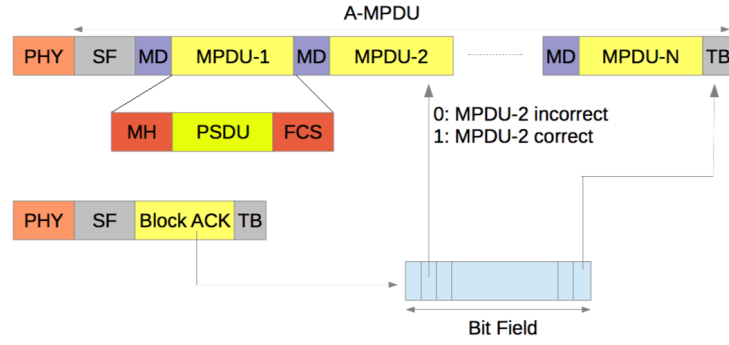 A-MPDU
PHY SF MD MPDU-1 MD MPDU-2 MD MPDU-N TB
0: MPDU-2 incorrect
1: MPDU-2 correct
MH PSDU FCS
PHY SF Block ACK TB
Bit Field